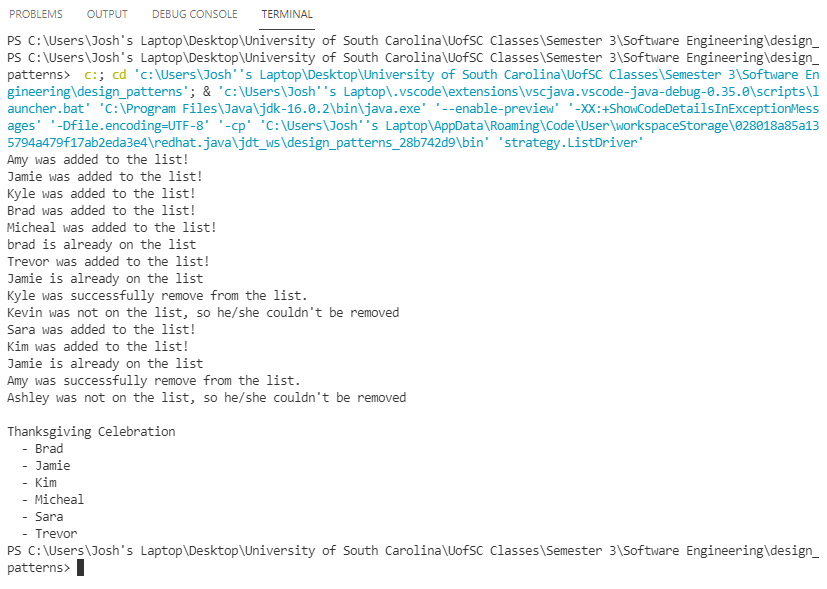 PROBLEMS OUTPUT DEBUG CONSOLE TERMINAL
PS C:\Users\Josh's Laptop\Desktop\University of South Carolina\UofSC Classes\Semester 3\Software Engineering\design_
PS C:\Users\Josh's Laptop\Desktop\University of South Carolina\UofSC Classes\Semester 3\Software Engineering\design_
patterns>  c:; cd 'c:\Users\Josh''s Laptop\Desktop\University of South Carolina\UofSC Classes\Semester 3\Software En
gineering\design_patterns'; & 'c:\Users\Josh''s Laptop\.vscode\extensions\vscjava.vscode-java-debug-0.35.0\scripts\l
auncher.bat' 'C:\Program Files\Java\jdk-16.0.2\bin\java.exe' '--enable-preview' '-XX:+ShowCodeDetailsInExceptionMess
ages' '-Dfile.encoding=UTF-8' '-cp' 'C:\Users\Josh''s Laptop\AppData\Roaming\Code\User\workspaceStorage\028018a85a13
5794a479f17ab2eda3e4\redhat.java\jdt_ws\design_patterns_28b742d9\bin' 'strategy.ListDriver'
Amy was added to the list!
Jamie was added to the list!
Kyle was added to the list!
Brad was added to the list!
Micheal was added to the list!
brad is already on the list
Trevor was added to the list!
Jamie is already on the list
Kyle was successfully remove from the list.
Kevin was not on the list, so he/she couldn't be removed
Sara was added to the list!
Kim was added to the list!
Jamie is already on the list
Amy was successfully remove from the list.
Ashley was not on the list, so he/she couldn't be removed

Thanksgiving Celebration
  - Brad
  - Jamie
  - Kim
  - Micheal
  - Sara
  - Trevor
PS C:\Users\Josh's Laptop\Desktop\University of South Carolina\UofSC Classes\Semester 3\Software Engineering\design_
patterns>